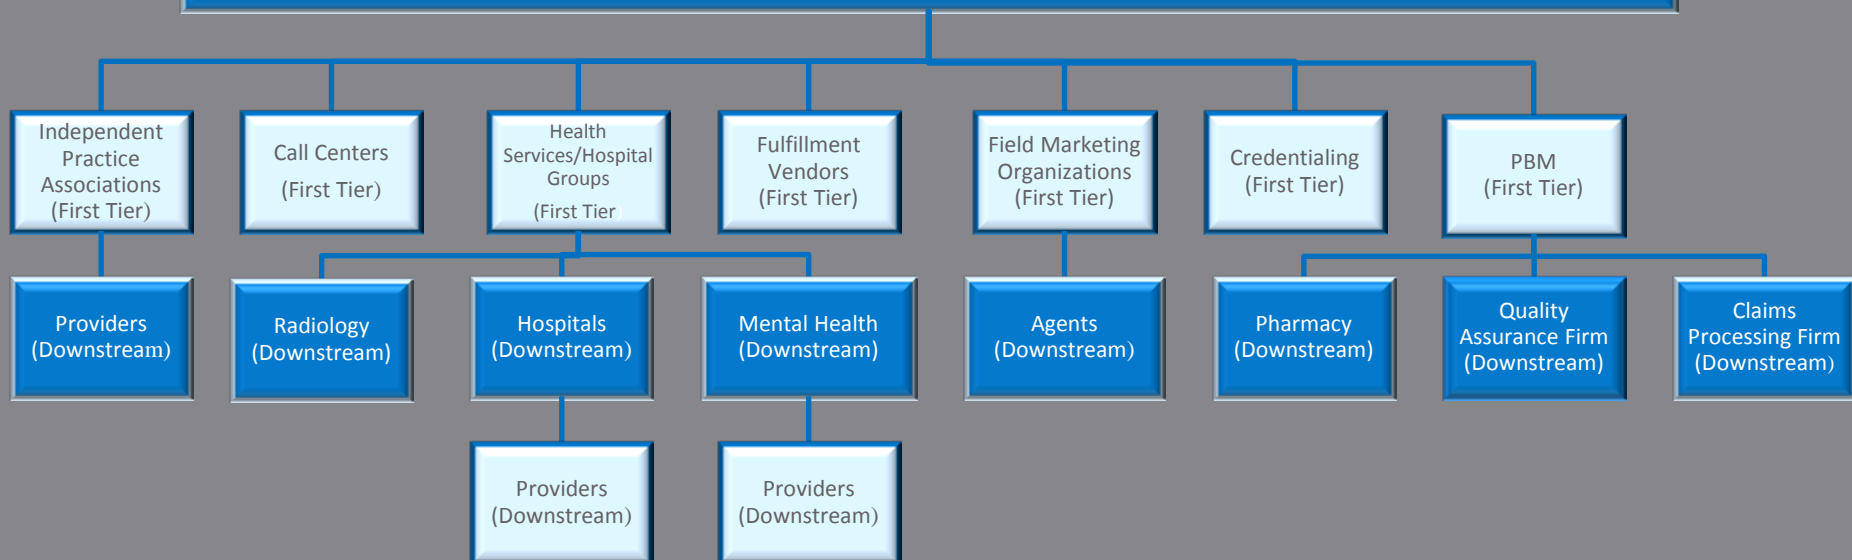 Independent
Practice
Associations
(First Tier)
Call Centers
(First Tier)
Health
Services/Hospital
Groups
(First Tier)
Fulfillment
Vendors
(First Tier)
Field Marketing
Organizations
(First Tier)
Credentialing
(First Tier)
PBM
(First Tier)
Providers
(Downstream)
Radiology
(Downstream)
Hospitals
(Downstream)
Mental Health
(Downstream)
Agents
(Downstream)
Pharmacy
(Downstream)
Quality
Assurance Firm
(Downstream)
Claims
Processing Firm
(Downstream)
Providers
(Downstream)
Providers
(Downstream)